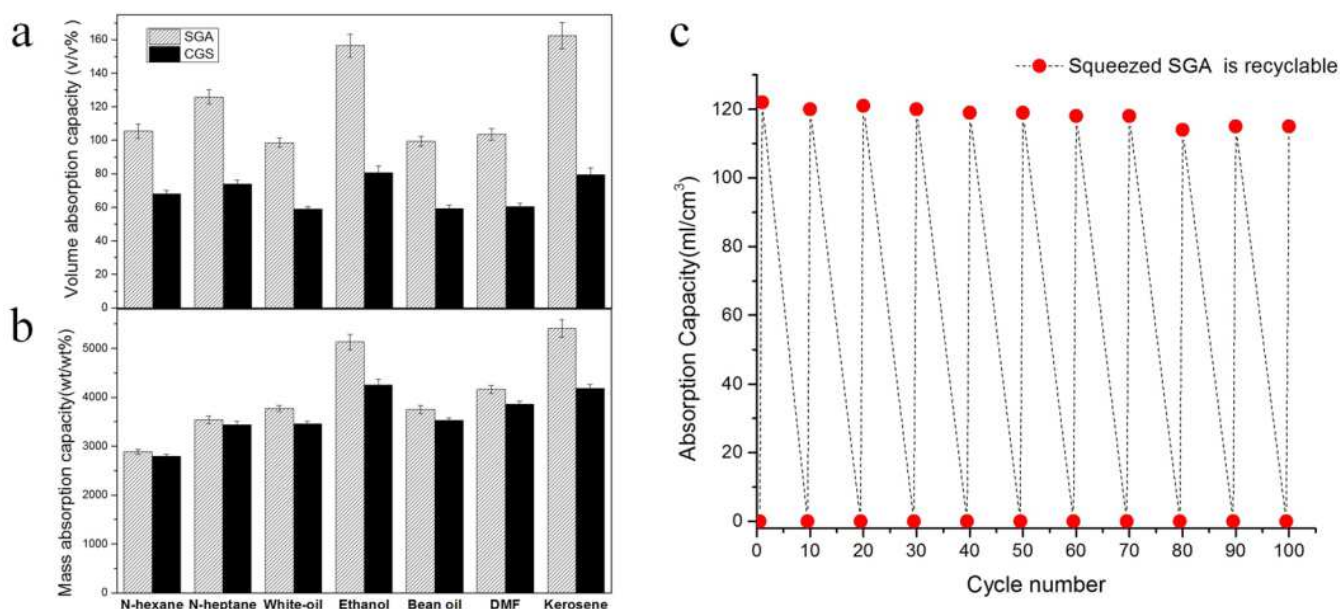 a
SGA
CGS
Volume absorption capacity (v/v%)
160
140
120
100
80
60
40
20
0
b
Mass absorption capacity(wt/wt%)
5000
4000
3000
2000
1000
0
N-hexane N-heptane White-oil Ethanol Bean oil DMF Kerosene
c
Squeezed SGA is recyclable
Absorption Capacity(ml/cm³)
120
100
80
60
40
20
0
0 10 20 30 40 50 60 70 80 90 100
Cycle number